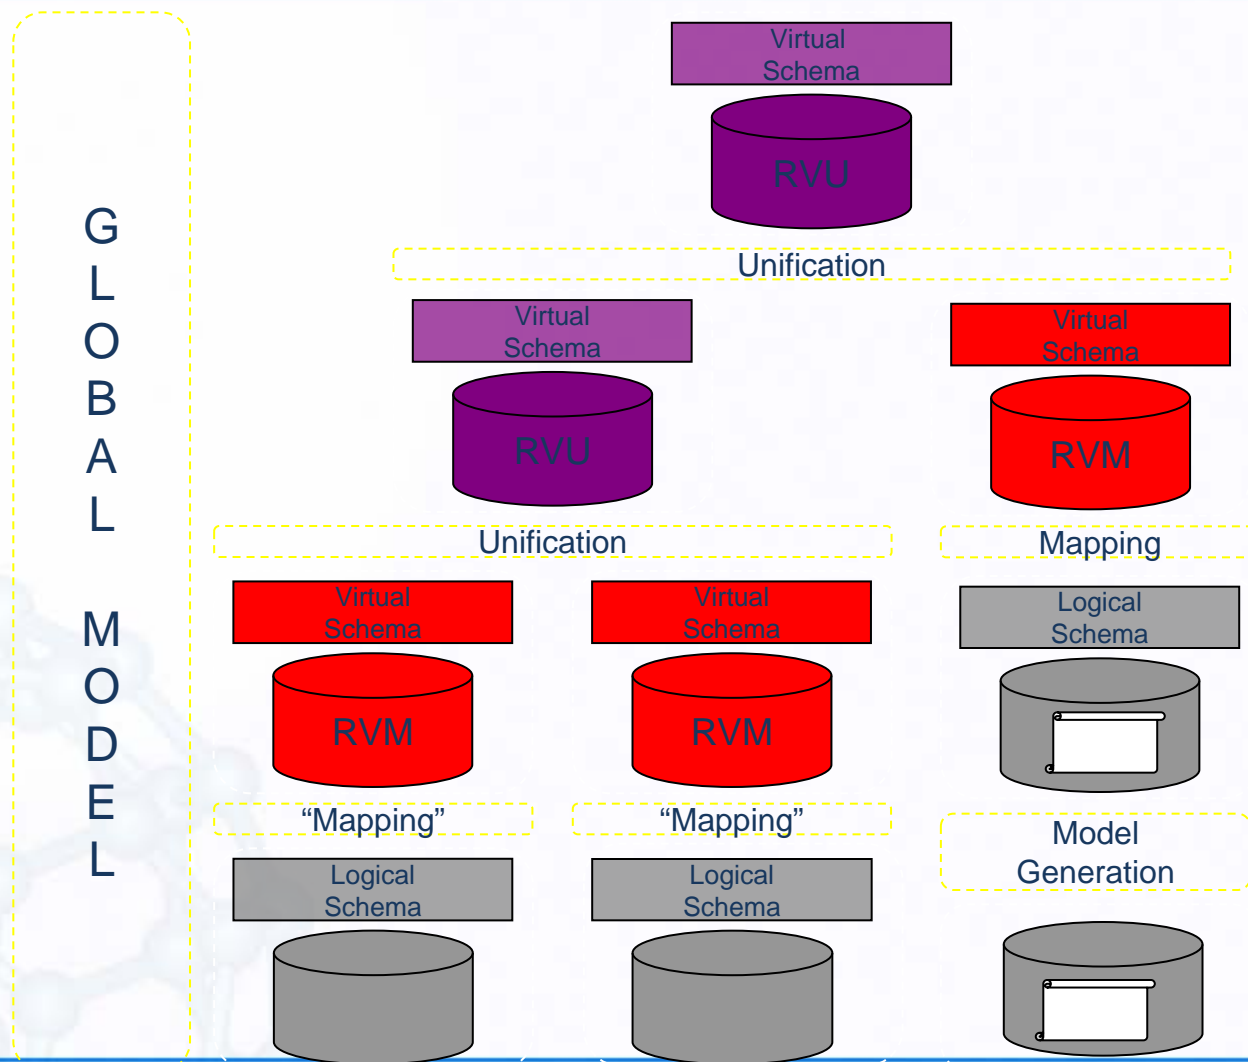 G
L
O
B
A
L
M
O
D
E
L
Virtual
Schema
RVU
Unification
Virtual
Schema
RVU
Virtual
Schema
RVM
Unification
Mapping
Virtual
Schema
RVM
Virtual
Schema
RVM
Logical
Schema
“Mapping”
“Mapping”
Model
Generation
Logical
Schema
Logical
Schema